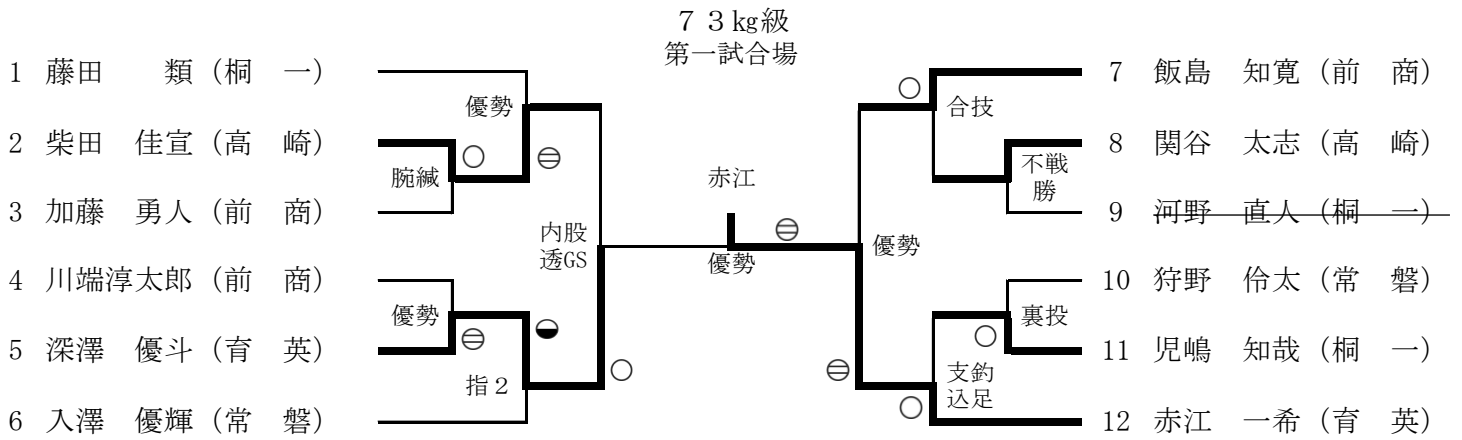 ７３kg級
第一試合場
1 藤田　　類（桐　一）
2 柴田　佳宣（高　崎）
3 加藤　勇人（前　商）
4 川端淳太郎（前　商）
5 深澤　優斗（育　英）
6 入澤　優輝（常　磐）
優勢
腕緘
優勢
指２
内股
透GS
赤江
優勢
合技
不戦
勝
優勢
裏投
支釣
込足
7 飯島　知寛（前　商）
8 関谷　太志（高　崎）
9 河野　直人（桐　一）
10 狩野　伶太（常　磐）
11 児嶋　知哉（桐　一）
12 赤江　一希（育　英）